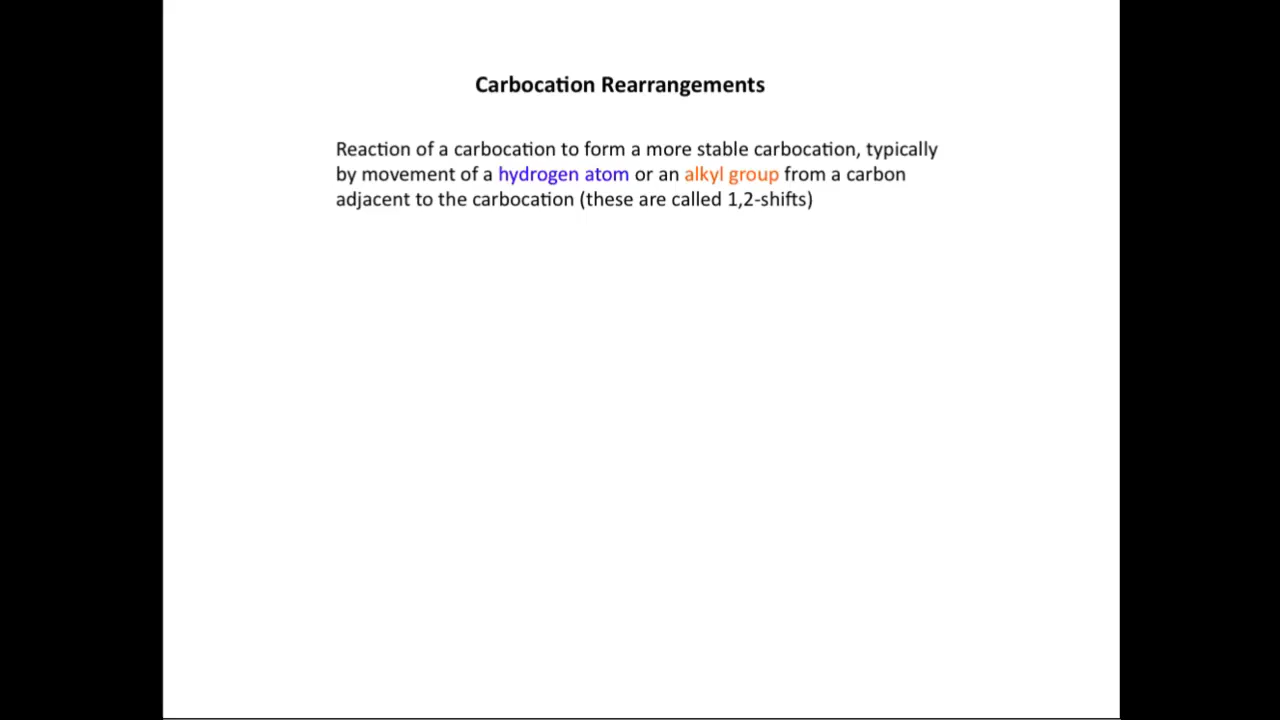 Carbocation Rearrangements
Reaction of a carbocation to form a more stable carbocation, typically
by movement of a hydrogen atom or an alkyl group from a carbon
adjacent to the carbocation (these are called 1,2-shifts)